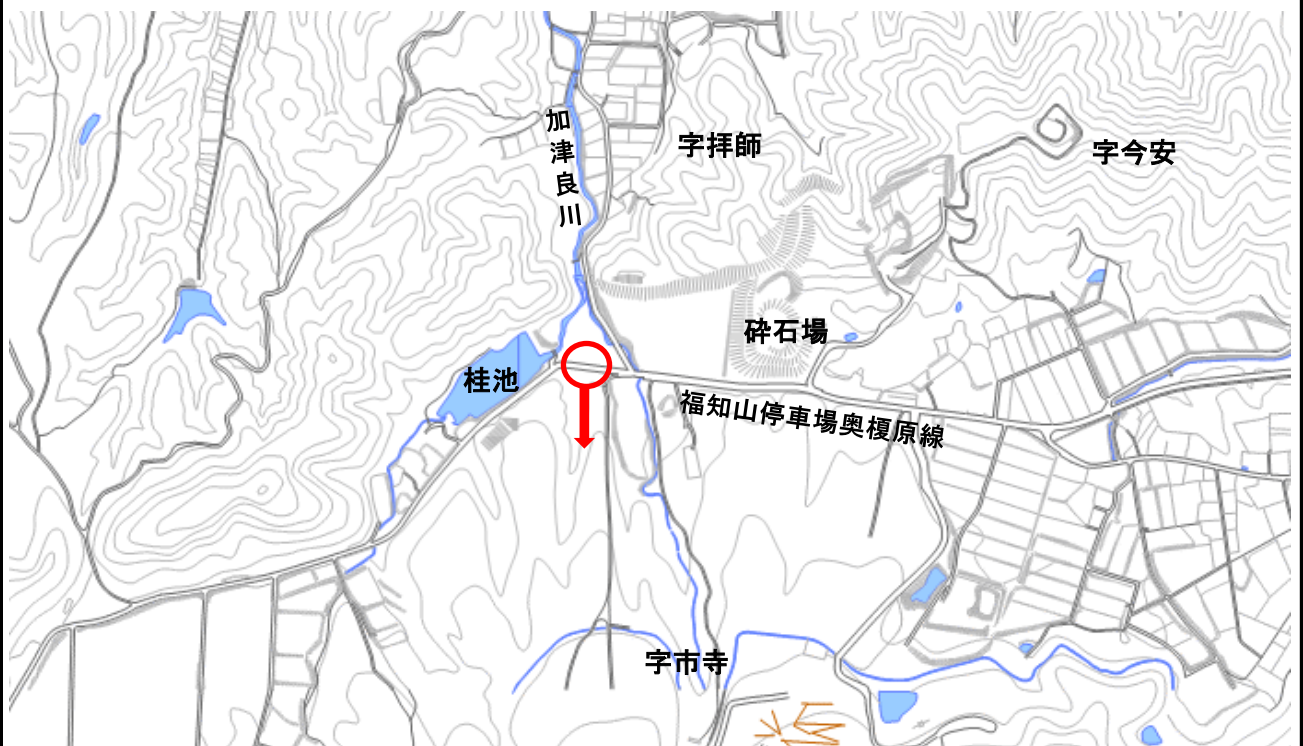 加津良川
字拝師
字今安
砕石場
桂池
福知山停車場奥榎原線
字市寺